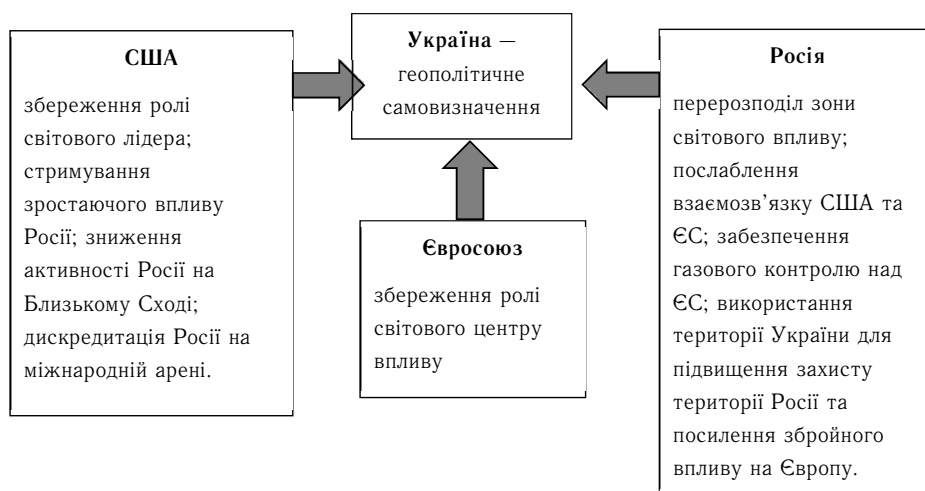 США
збереження ролі
світового лідера;
стримування
зростаючого впливу
Росії; зниження
активності Росії на
Близькому Сході;
дискредитація Росії на
міжнародній арені.
Україна –
геополітичне
самовизначення
Євросоюз
збереження ролі
світового центру
впливу
Росія
перерозподіл зони
світового впливу;
послаблення
взаємозв’язку США та
ЄС; забезпечення
газового контролю над
ЄС; використання
території України для
підвищення захисту
території Росії та
посилення збройного
впливу на Європу.